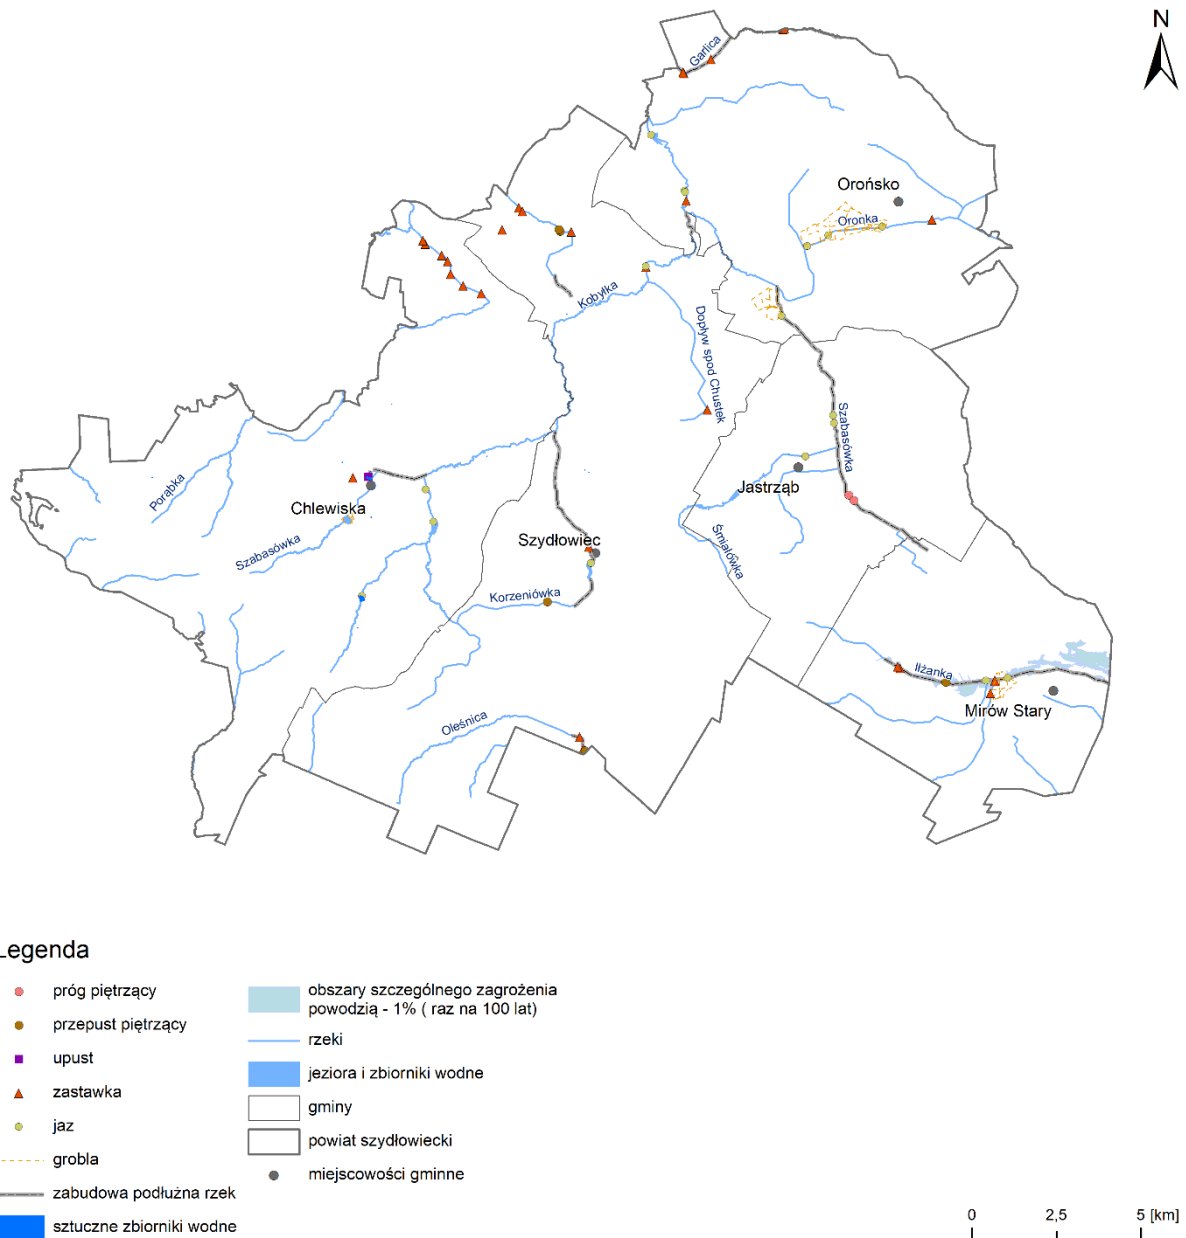 N
Garlica
Orońsko
Oronka
Kobyłka
Dopływ spod Chustek
Szabasówka
Porąbka
Jastrząb
Chlewiska
Szydłowiec
Szabasówka
Śmiałówka
Korzeniówka
Iłżanka
Mirów Stary
Oleśnica
Legenda
próg piętrzący
przepust piętrzący
upust
zastawka
jaz
grobla
zabudowa podłużna rzek
sztuczne zbiorniki wodne
obszary szczególnego zagrożenia
powodzią - 1% ( raz na 100 lat)
rzeki
jeziora i zbiorniki wodne
gminy
powiat szydłowiecki
miejscowości gminne
0 2,5 5 [km]